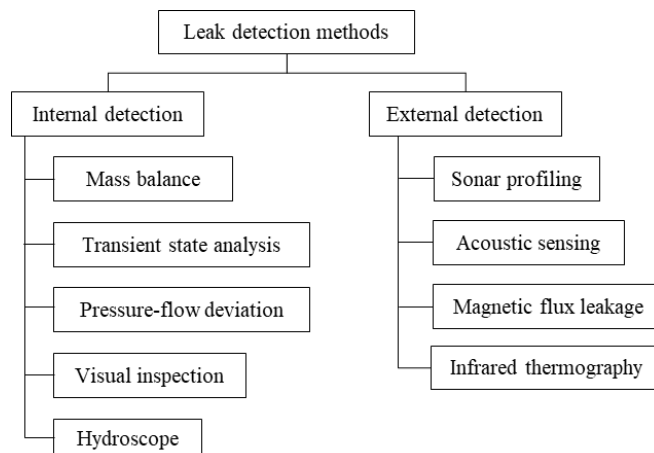 Leak detection methods
Internal detection
Mass balance
Transient state analysis
Pressure-flow deviation
Visual inspection
Hydroscope
External detection
Sonar profiling
Acoustic sensing
Magnetic flux leakage
Infrared thermography